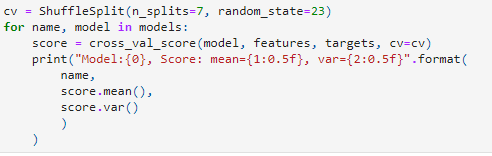 cv = ShuffleSplit(n_splits=7, random_state=23)
for name, model in models:
    score = cross_val_score(model, features, targets, cv=cv)
    print("Model:{0}, Score: mean={1:0.5f}, var={2:0.5f}".format(
        name,
        score.mean(),
        score.var()
        )
    )